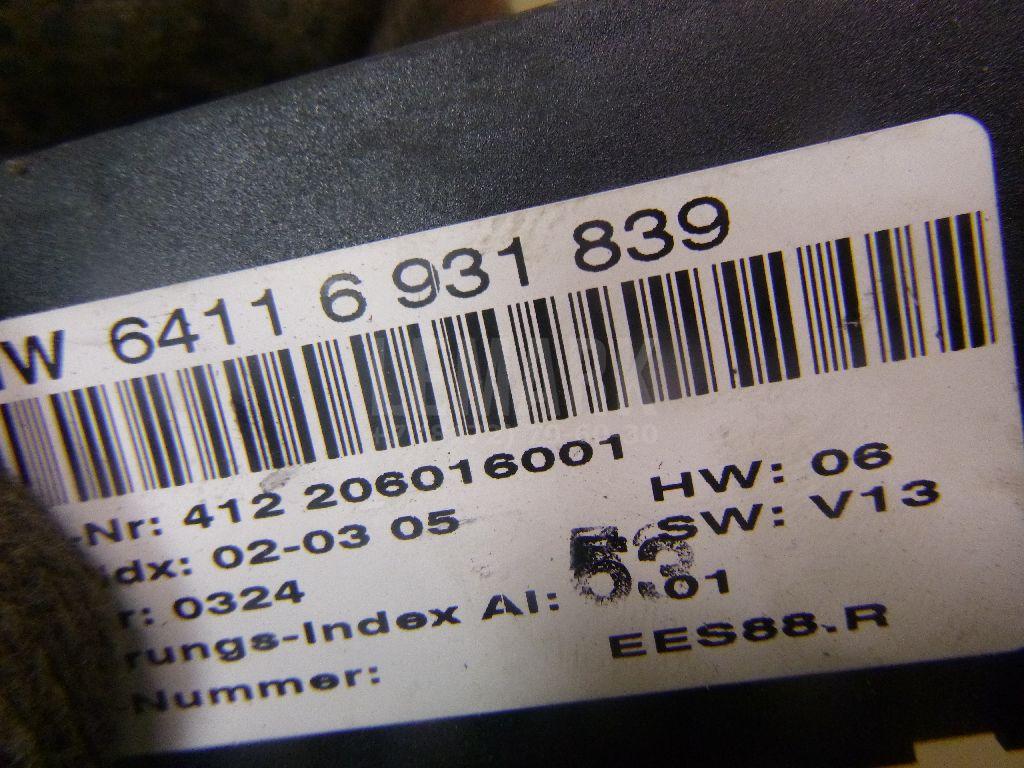 W 6411 6 931 839
-Nr: 412 206016001
dx: 02-03 05
r: 0324
rungs-Index AI: 01
Nummer: EES88.R
HW: 06
SW: V13
53